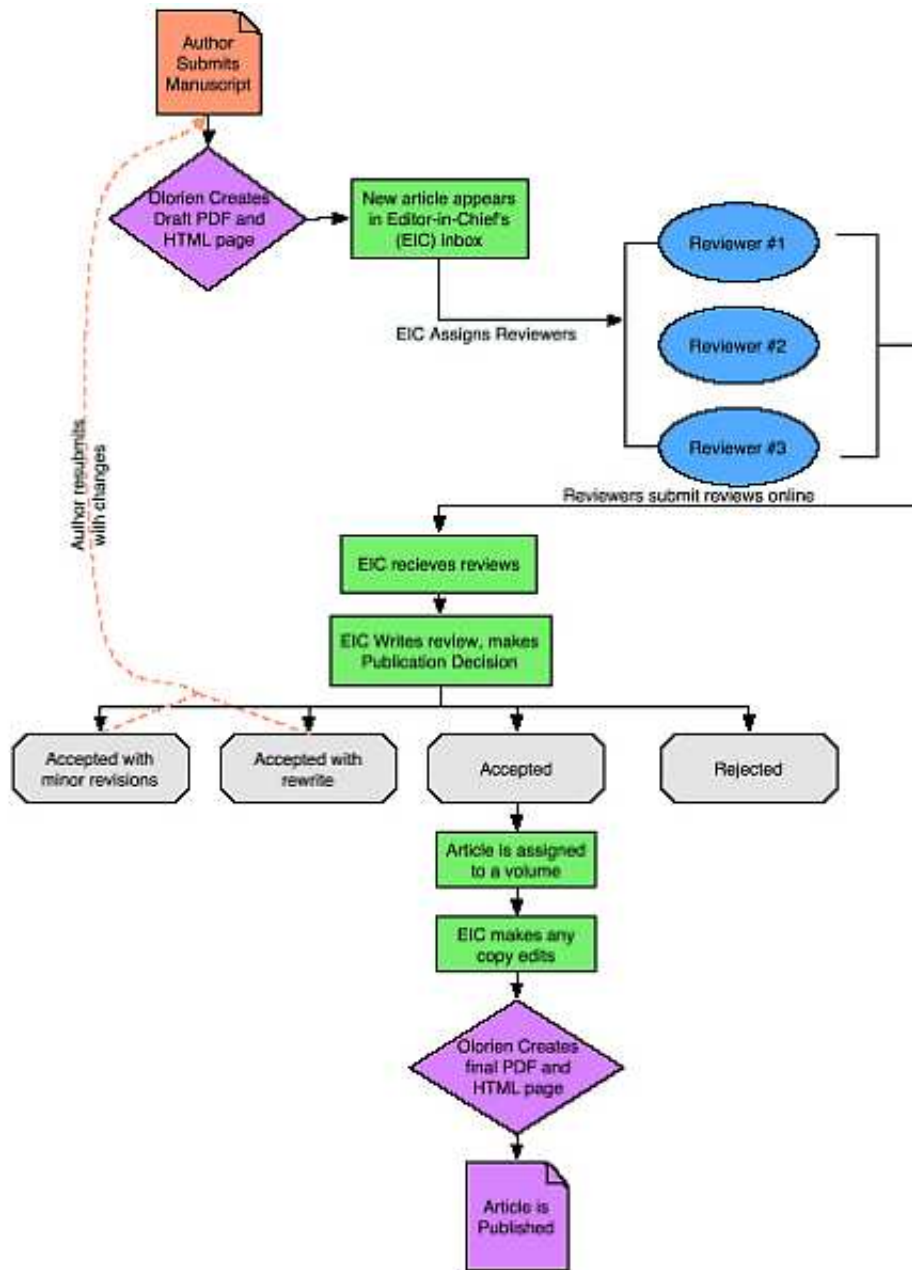 Author
Submits
Manuscript
Olorien Creates
Draft PDF and
HTML page
New article appears
in Editor-in-Chief's
(EIC) inbox
EIC Assigns Reviewers
Reviewer #1
Reviewer #2
Reviewer #3
Reviewers submit reviews online
Author resubmits,
with changes
EIC recieves reviews
EIC Writes review, makes
Publication Decision
Accepted with
minor revisions
Accepted with
rewrite
Accepted
Rejected
Article is assigned
to a volume
EIC makes any
copy edits
Olorien Creates
final PDF and
HTML page
Article is
Published